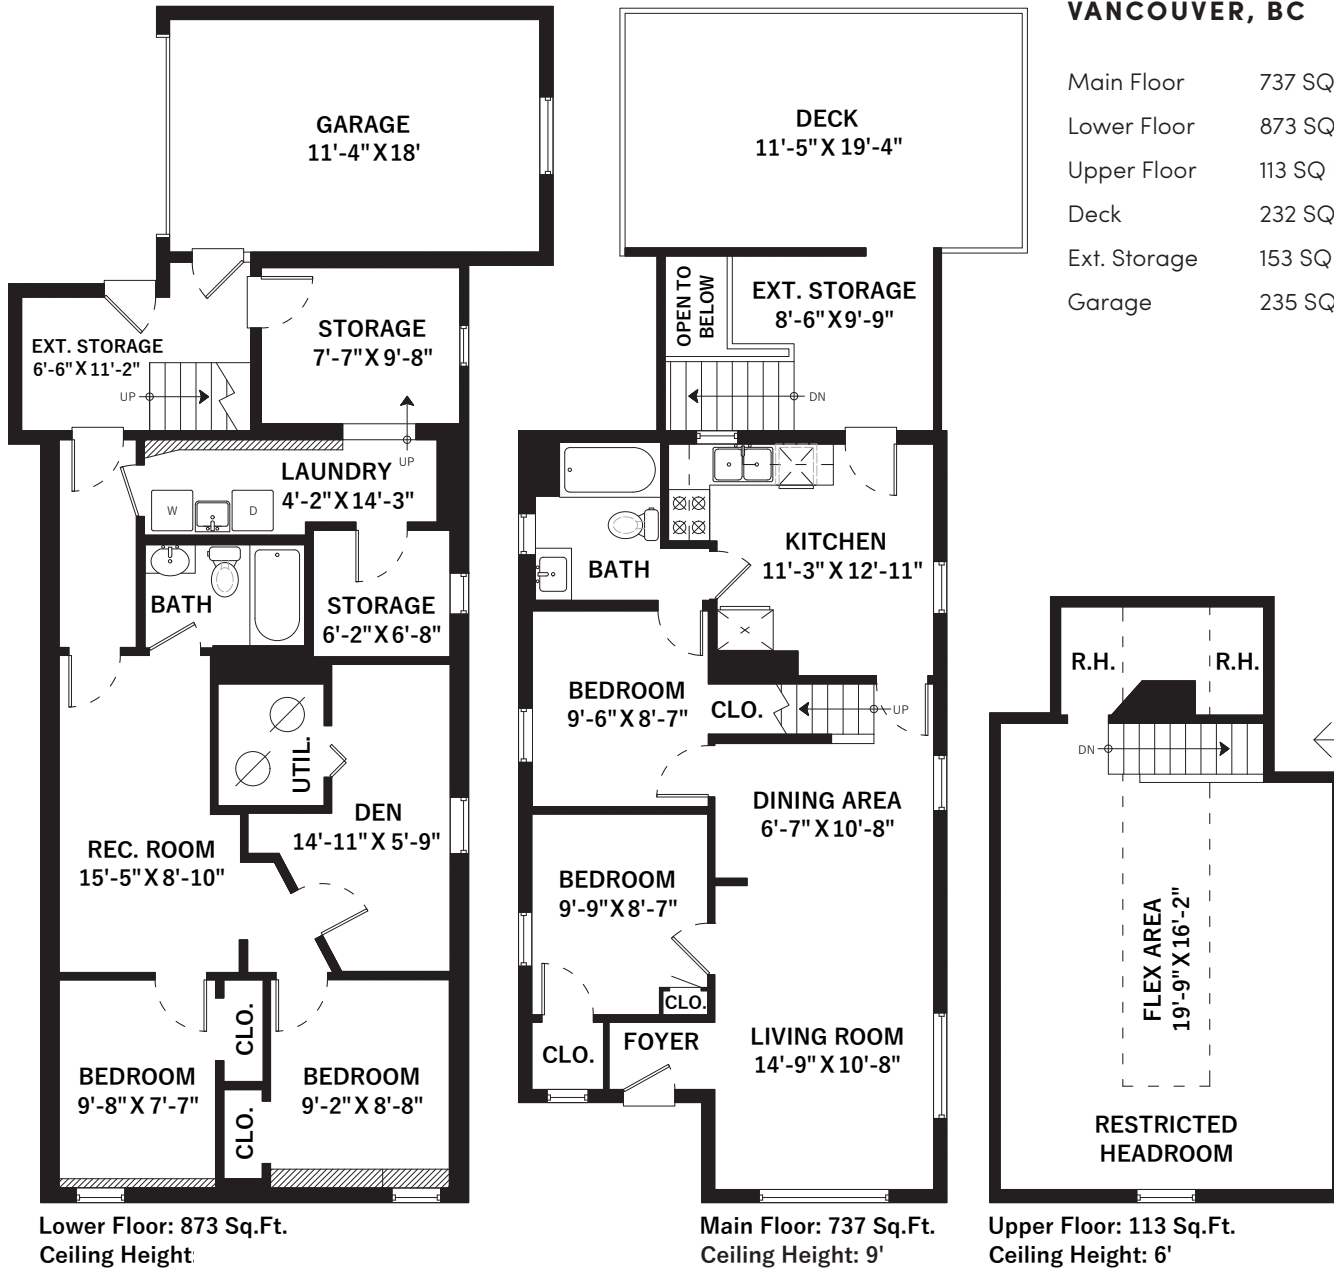 VANCOUVER, BC
Main Floor 737 SQ
Lower Floor 873 SQ
Upper Floor 113 SQ
Deck 232 SQ
Ext. Storage 153 SQ
Garage 235 SQ
GARAGE
11'-4" X 18'
EXT. STORAGE
6'-6" X 11'-2"
UP
STORAGE
7'-7" X 9'-8"
UP
LAUNDRY
4'-2" X 14'-3"
W
D
BATH
STORAGE
6'-2" X 6'-8"
UTIL.
DEN
14'-11" X 5'-9"
REC. ROOM
15'-5" X 8'-10"
CLO.
BEDROOM
9'-8" X 7'-7"
BEDROOM
9'-2" X 8'-8"
CLO.
Lower Floor: 873 Sq.Ft.
Ceiling Height:
DECK
11'-5" X 19'-4"
OPEN TO
BELOW
EXT. STORAGE
8'-6" X 9'-9"
DN
KITCHEN
11'-3" X 12'-11"
BATH
X
BEDROOM
9'-6" X 8'-7"
CLO.
UP
DINING AREA
6'-7" X 10'-8"
BEDROOM
9'-9" X 8'-7"
CLO.
CLO.
FOYER
LIVING ROOM
14'-9" X 10'-8"
Main Floor: 737 Sq.Ft.
Ceiling Height: 9'
R.H.
R.H.
DN
FLEX AREA
19'-9" X 16'-2"
RESTRICTED
HEADROOM
Upper Floor: 113 Sq.Ft.
Ceiling Height: 6'